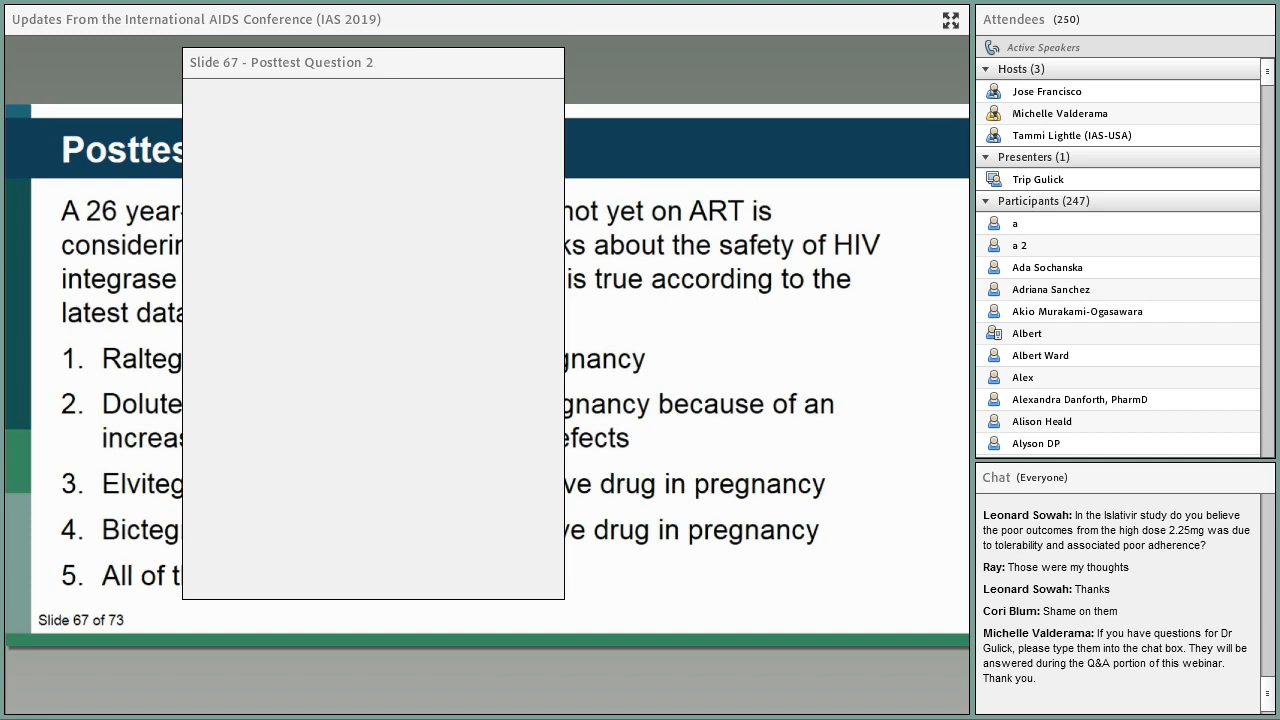 Updates From the International AIDS Conference (IAS 2019)
Slide 67 - Posttest Question 2
A 26 year not yet on ART is
ks about the safety of HIV
integrase is true according to the
latest data
1. gnancy
2. gnancy because of an
3. ve drug in pregnancy
4. ve drug in pregnancy
5. All of
Slide 67 of 73
Attendees (250)
Active Speakers
Hosts (3)
Jose Francisco
Michelle Valderama
Tammi Lightle (IAS-USA)
Presenters (1)
Trip Gulick
Participants (247)
a
a 2
Ada Sochanska
Adriana Sanchez
Akio Murakami-Ogasawara
Albert
Albert Ward
Alex
Alexandra Danforth, PharmD
Alison Heald
Alyson DP
Chat (Everyone)
Leonard Sowah: In the Islativir study do you believe
the poor outcomes from the high dose 2.25mg was due
to tolerability and associated poor adherence?
Ray: Those were my thoughts
Leonard Sowah: Thanks
Cori Blum: Shame on them
Michelle Valderama: If you have questions for Dr
Gulick, please type them into the chat box. They will be
answered during the Q&A portion of this webinar.
Thank you.